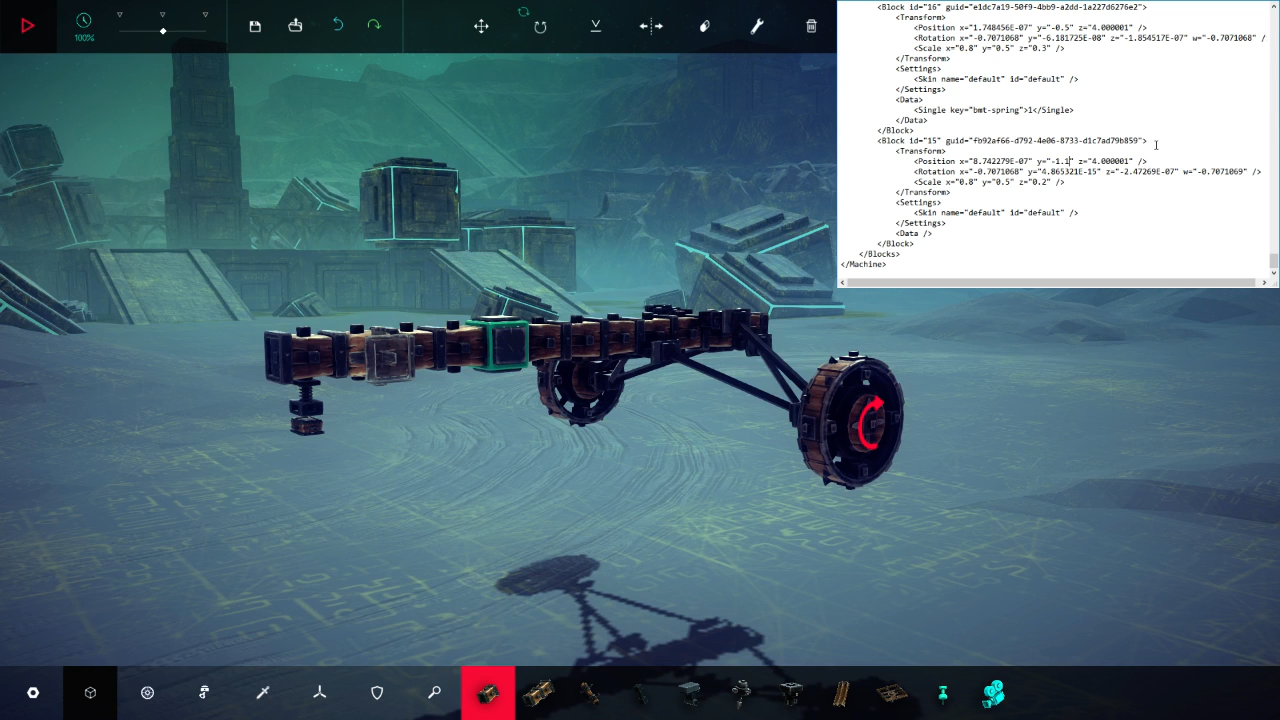 100%
<Block id="16" guid="e1dc7a19-50f9-4bb9-a2dd-1a227d6276e2">
<Transform>
<Position x="1.748456E-07" y="-0.5" z="4.000001" />
<Rotation x="-0.7071068" y="-6.181725E-08" z="-1.854517E-07" w="-0.7071068" /
<Scale x="0.8" y="0.5" z="0.3" />
</Transform>
<Settings>
<Skin name="default" id="default" />
</Settings>
<Data>
<Single key="bmt-spring">1</Single>
</Data>
</Block>
<Block id="15" guid="fb92af66-d792-4e06-8733-d1c7ad79b859">
<Transform>
<Position x="8.742279E-07" y="-1.1" z="4.000001" />
<Rotation x="-0.7071068" y="4.865321E-15" z="-2.47269E-07" w="-0.7071069" />
<Scale x="0.8" y="0.5" z="0.2" />
</Transform>
<Settings>
<Skin name="default" id="default" />
</Settings>
<Data />
</Block>
</Blocks>
</Machine>